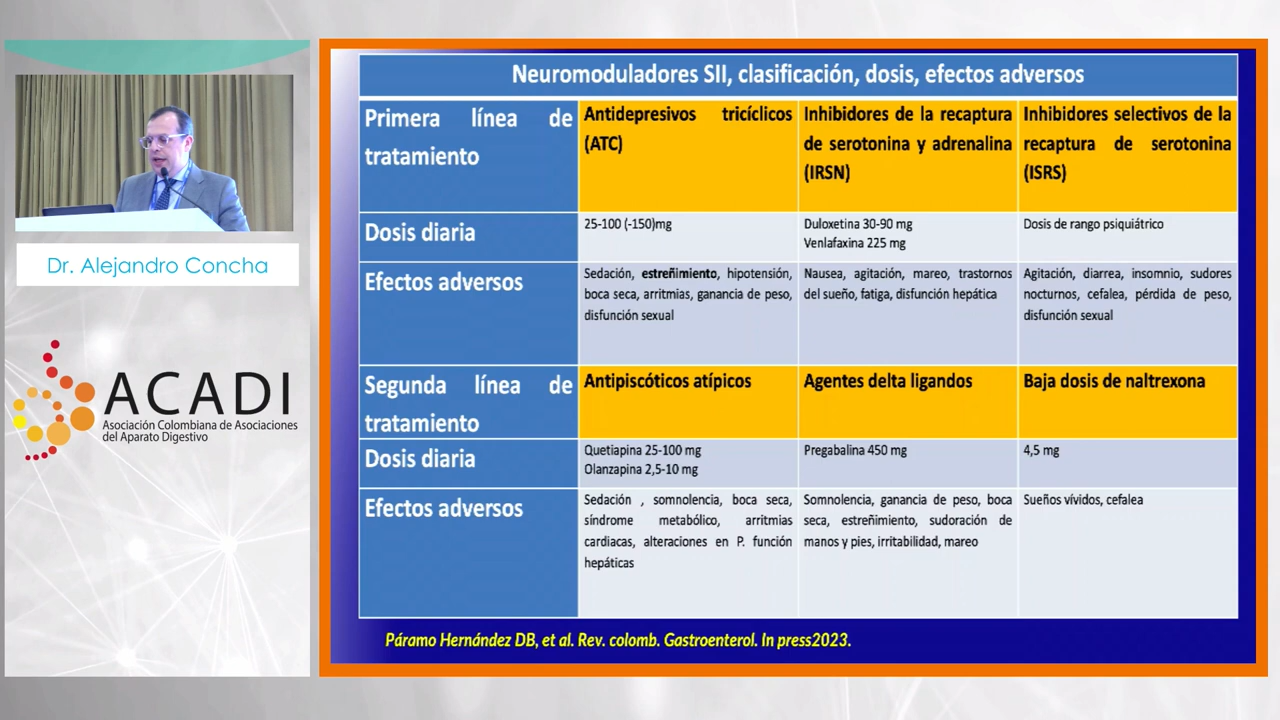 Neuromoduladores SII, clasificación, dosis, efectos adversos
Primera línea de
tratamiento
Antidepresivos tricíclicos
(ATC)
Inhibidores de la recaptura
de serotonina y adrenalina
(IRSN)
Inhibidores selectivos de la
recaptura de serotonina
(ISRS)
Dosis diaria
25-100 (-150)mg
Duloxetina 30-90 mg
Venlafaxina 225 mg
Dosis de rango psiquiátrico
Efectos adversos
Sedación, estreñimiento, hipotensión,
boca seca, arritmias, ganancia de peso,
disfunción sexual
Nausea, agitación, mareo, trastornos
del sueño, fatiga, disfunción hepática
Agitación, diarrea, insomnio, sudores
nocturnos, cefalea, pérdida de peso,
disfunción sexual
Segunda línea de
tratamiento
Antipiscóticos atípicos
Agentes delta ligandos
Baja dosis de naltrexona
Dosis diaria
Quetiapina 25-100 mg
Olanzapina 2,5-10 mg
Pregabalina 450 mg
4,5 mg
Efectos adversos
Sedación , somnolencia, boca seca,
síndrome metabólico, arritmias
cardiacas, alteraciones en P. función
hepáticas
Somnolencia, ganancia de peso, boca
seca, estreñimiento, sudoración de
manos y pies, irritabilidad, mareo
Sueños vívidos, cefalea
Páramo Hernández DB, et al. Rev. colomb. Gastroenterol. In press2023.
Dr. Alejandro Concha
ACADI
Asociación Colombiana de Asociaciones
del Aparato Digestivo